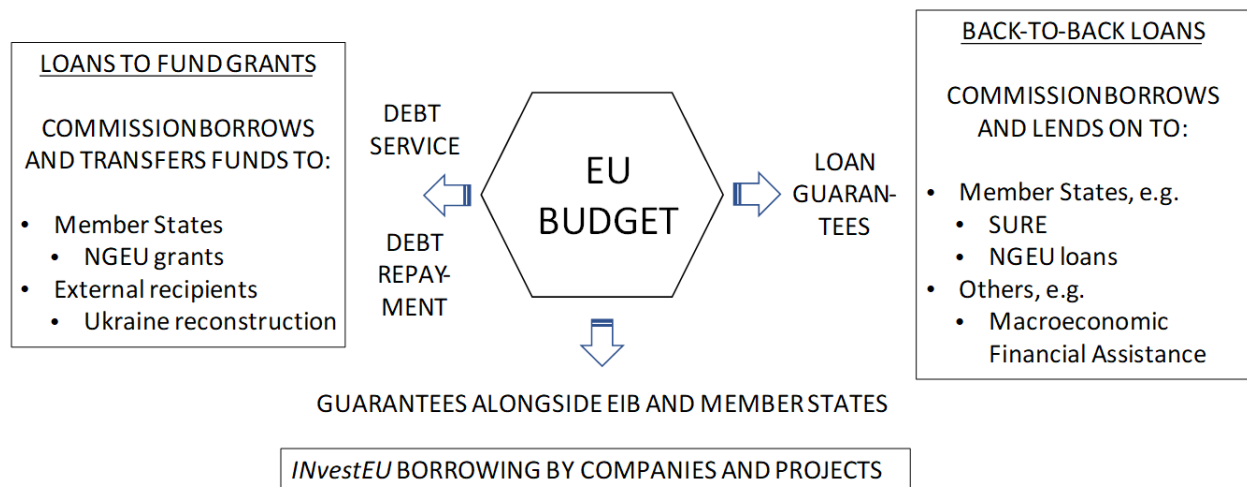 LOANS TO FUND GRANTS
COMMISSIONBORROWS
AND TRANSFERS FUNDS TO:
• Member States
• NGEU grants
• External recipients
• Ukraine reconstruction
DEBT
SERVICE
DEBT
REPAY-
MENT
EU
BUDGET
LOAN
GUARAN-
TEES
BACK-TO-BACK LOANS
COMMISSIONBORROWS
AND LENDS ON TO:
• Member States, e.g.
• SURE
• NGEU loans
• Others, e.g.
• Macroeconomic
Financial Assistance
GUARANTEES ALONGSIDE EIB AND MEMBER STATES
INvestEU BORROWING BY COMPANIES AND PROJECTS